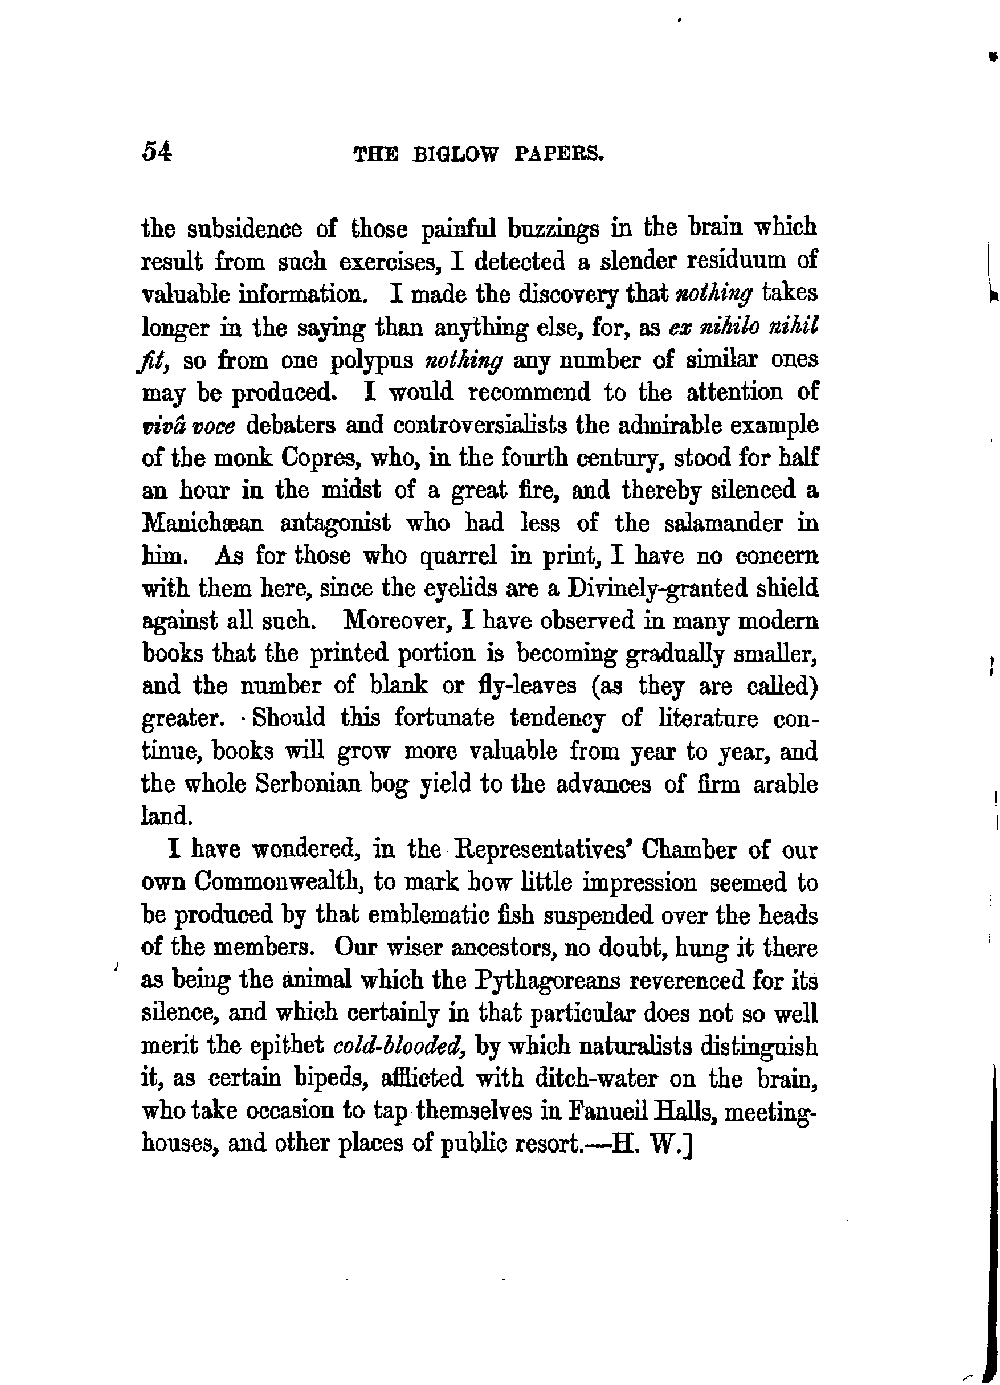 54 THE BIGLOW PAPERS.
the subsidence of those painful buzzings in the brain which
result from such exercises, I detected a slender residuum of
valuable information. I made the discovery that nothing takes
longer in the saying than anything else, for, as ex nihilo nihil
fit, so from one polypus nothing any number of similar ones
may be produced. I would recommend to the attention of
vivâ voce debaters and controversialists the admirable example
of the monk Copres, who, in the fourth century, stood for half
an hour in the midst of a great fire, and thereby silenced a
Manichæan antagonist who had less of the salamander in
him. As for those who quarrel in print, I have no concern
with them here, since the eyelids are a Divinely-granted shield
against all such. Moreover, I have observed in many modern
books that the printed portion is becoming gradually smaller,
and the number of blank or fly-leaves (as they are called)
greater. Should this fortunate tendency of literature con-
tinue, books will grow more valuable from year to year, and
the whole Serbonian bog yield to the advances of firm arable
land.
I have wondered, in the Representatives' Chamber of our
own Commonwealth, to mark how little impression seemed to
be produced by that emblematic fish suspended over the heads
of the members. Our wiser ancestors, no doubt, hung it there
as being the animal which the Pythagoreans reverenced for its
silence, and which certainly in that particular does not so well
merit the epithet cold-blooded, by which naturalists distinguish
it, as certain bipeds, afflicted with ditch-water on the brain,
who take occasion to tap themselves in Fanueil Halls, meeting-
houses, and other places of public resort.—H. W.]